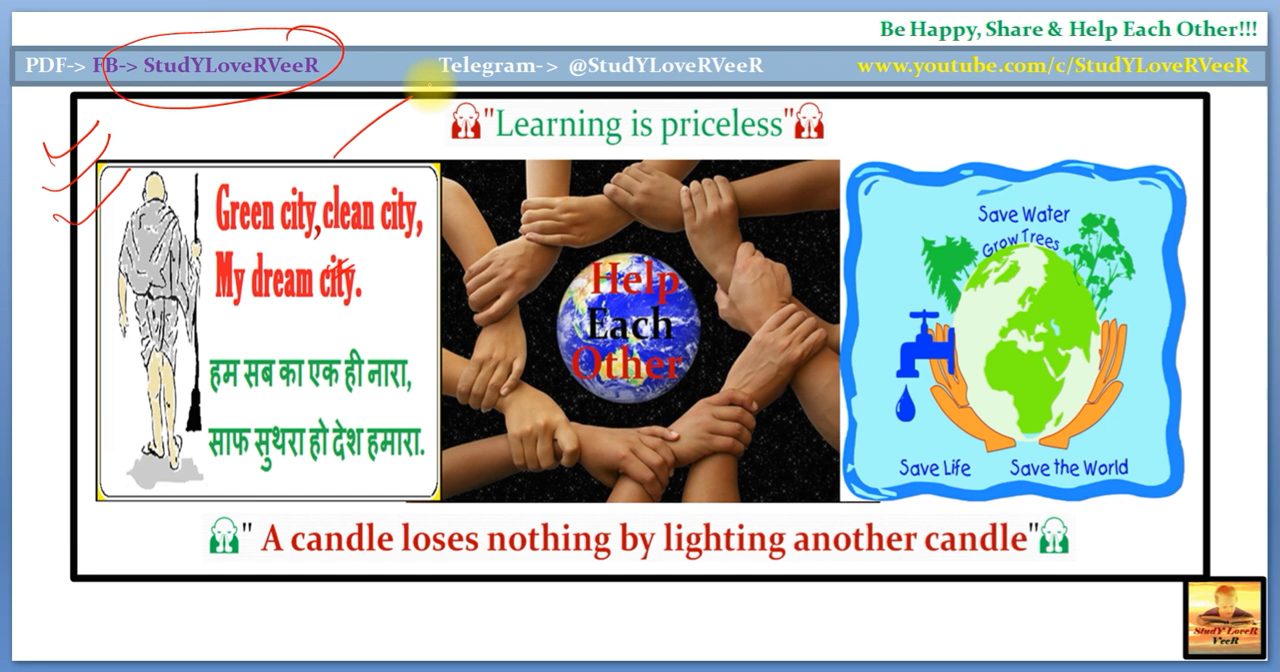 Be Happy, Share & Help Each Other!!!
PDF-> FB-> StudYLoveRVeeR
Telegram-> @StudYLoveRVeeR
www.youtube.com/c/StudYLoveRVeeR
"Learning is priceless"
Green city, clean city,
My dream city.
हम सब का एक ही नारा,
साफ सुथरा हो देश हमारा.
Help
Each
Other
Save Water
Grow Trees
Save Life
Save the World
" A candle loses nothing by lighting another candle"
StudY LoveR
VeeR